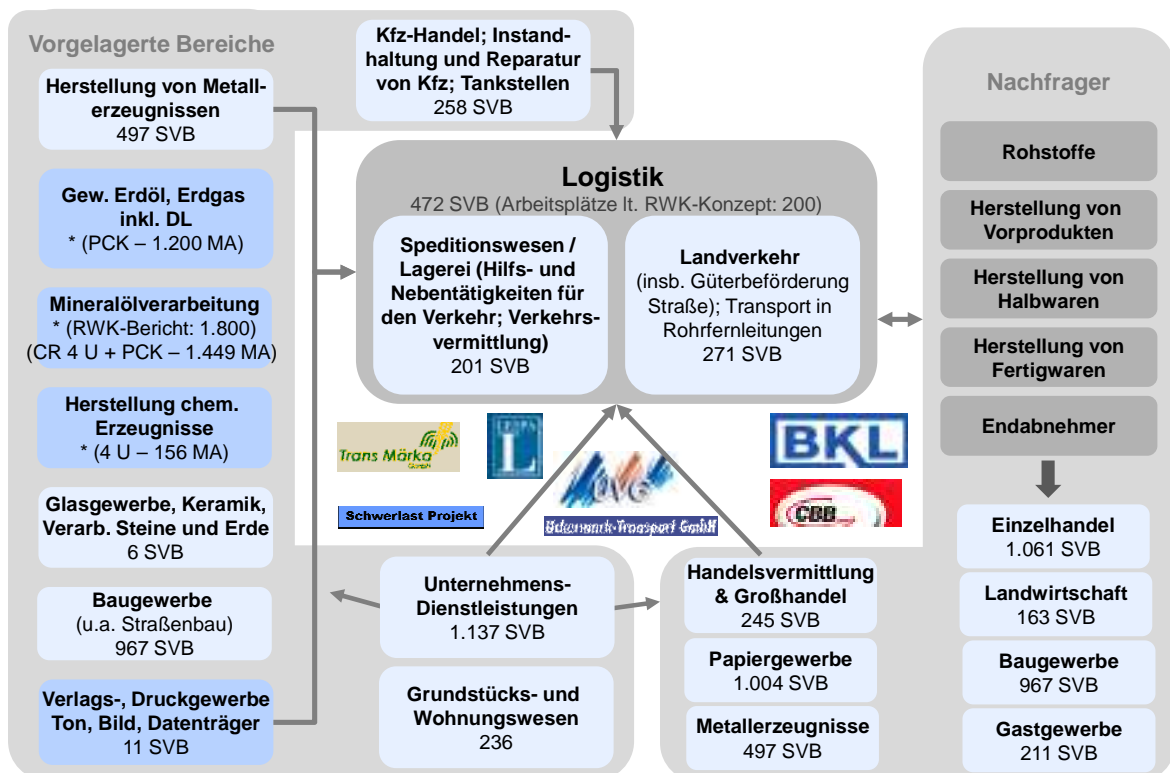 Vorgelagerte Bereiche
Herstellung von Metall-
erzeugnissen
497 SVB
Gew. Erdöl, Erdgas
inkl. DL
* (PCK – 1.200 MA)
Mineralölverarbeitung
* (RWK-Bericht: 1.800)
(CR 4 U + PCK – 1.449 MA)
Herstellung chem.
Erzeugnisse
* (4 U – 156 MA)
Glasgewerbe, Keramik,
Verarb. Steine und Erde
6 SVB
Baugewerbe
(u.a. Straßenbau)
967 SVB
Verlags-, Druckgewerbe
Ton, Bild, Datenträger
11 SVB
Kfz-Handel; Instand-
haltung und Reparatur
von Kfz; Tankstellen
258 SVB
Logistik
472 SVB (Arbeitsplätze lt. RWK-Konzept: 200)
Speditionswesen /
Lagerei (Hilfs- und
Nebentätigkeiten für
den Verkehr; Verkehrs-
vermittlung)
201 SVB
Landverkehr
(insb. Güterbeförderung
Straße); Transport in
Rohrfernleitungen
271 SVB
Trans Märka
GmbH
L
UVG
Uckermark-Transport GmbH
Schwerlast Projekt
BKL
CBB
Unternehmens-
Dienstleistungen
1.137 SVB
Grundstücks- und
Wohnungswesen
236
Handelsvermittlung
& Großhandel
245 SVB
Papiergewerbe
1.004 SVB
Metallerzeugnisse
497 SVB
Nachfrager
Rohstoffe
Herstellung von
Vorprodukten
Herstellung von
Halbwaren
Herstellung von
Fertigwaren
Endabnehmer
Einzelhandel
1.061 SVB
Landwirtschaft
163 SVB
Baugewerbe
967 SVB
Gastgewerbe
211 SVB